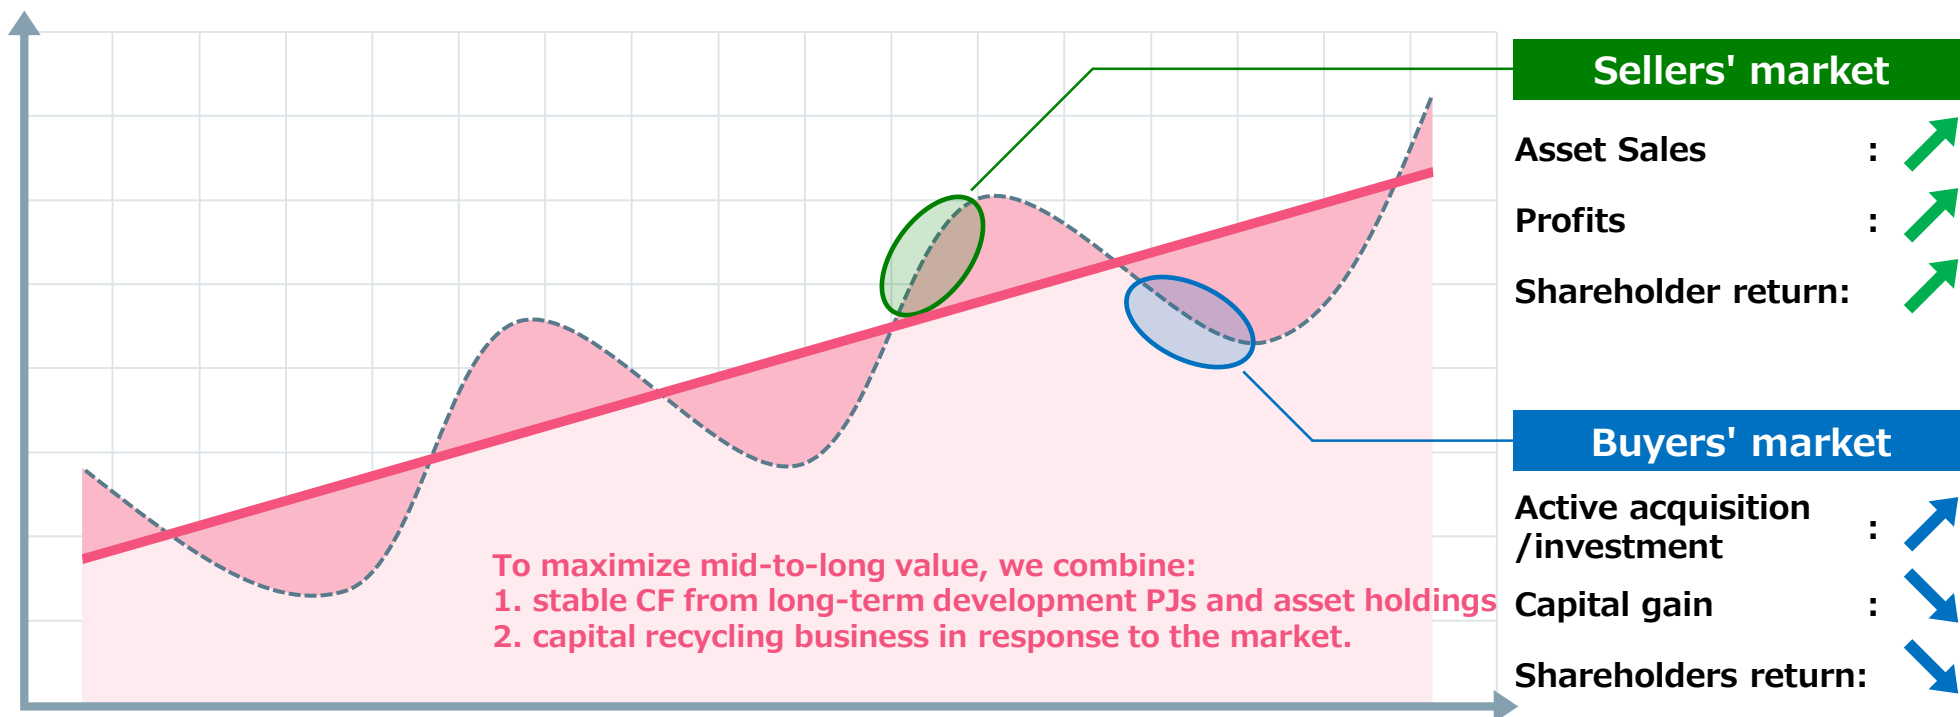 Sellers' market
Asset Sales :
Profits :
Shareholder return:
Buyers' market
Active acquisition
/investment :
Capital gain :
Shareholders return:
To maximize mid-to-long value, we combine:
1. stable CF from long-term development PJs and asset holdings
2. capital recycling business in response to the market.